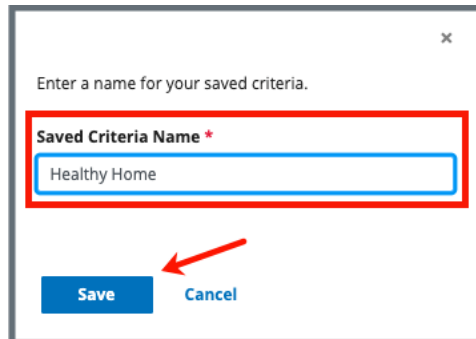 ×
Enter a name for your saved criteria.
Saved Criteria Name *
Healthy Home
Save Cancel